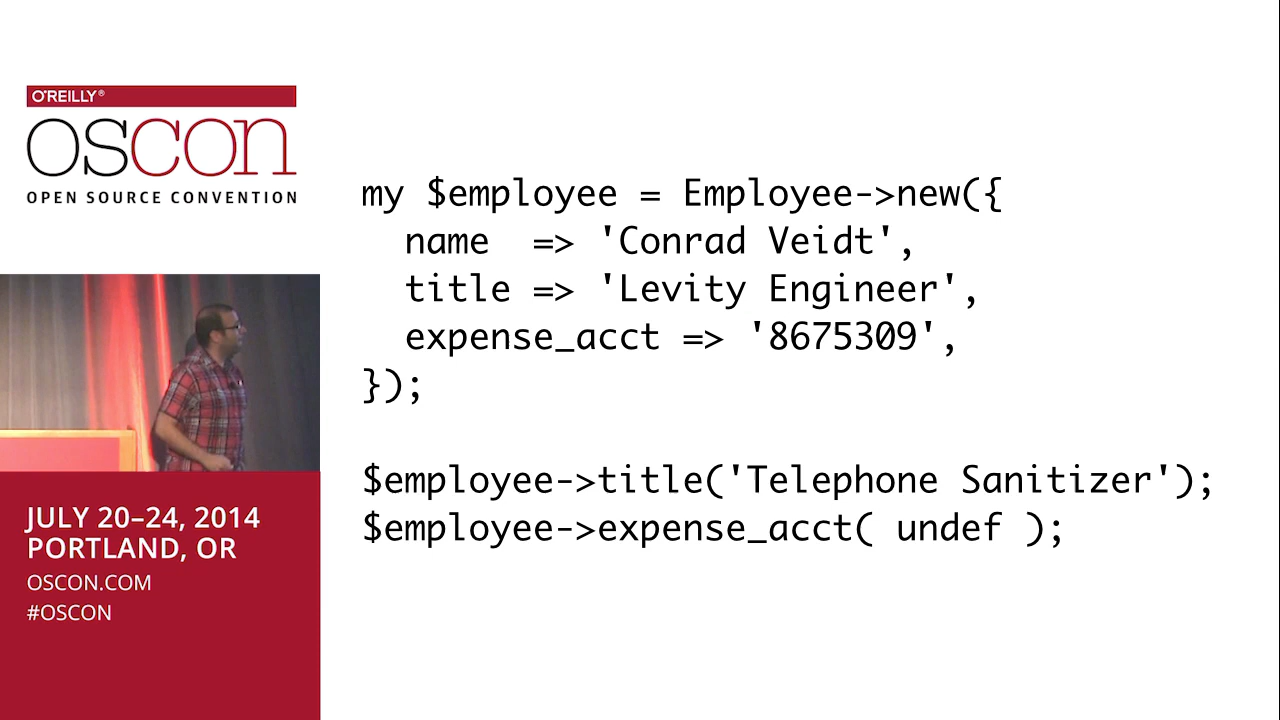 O'REILLY®
OSCON
OPEN SOURCE CONVENTION
my $employee = Employee->new({
  name  => 'Conrad Veidt',
  title => 'Levity Engineer',
  expense_acct => '8675309',
});
$employee->title('Telephone Sanitizer');
$employee->expense_acct( undef );
JULY 20–24, 2014
PORTLAND, OR
OSCON.COM
#OSCON